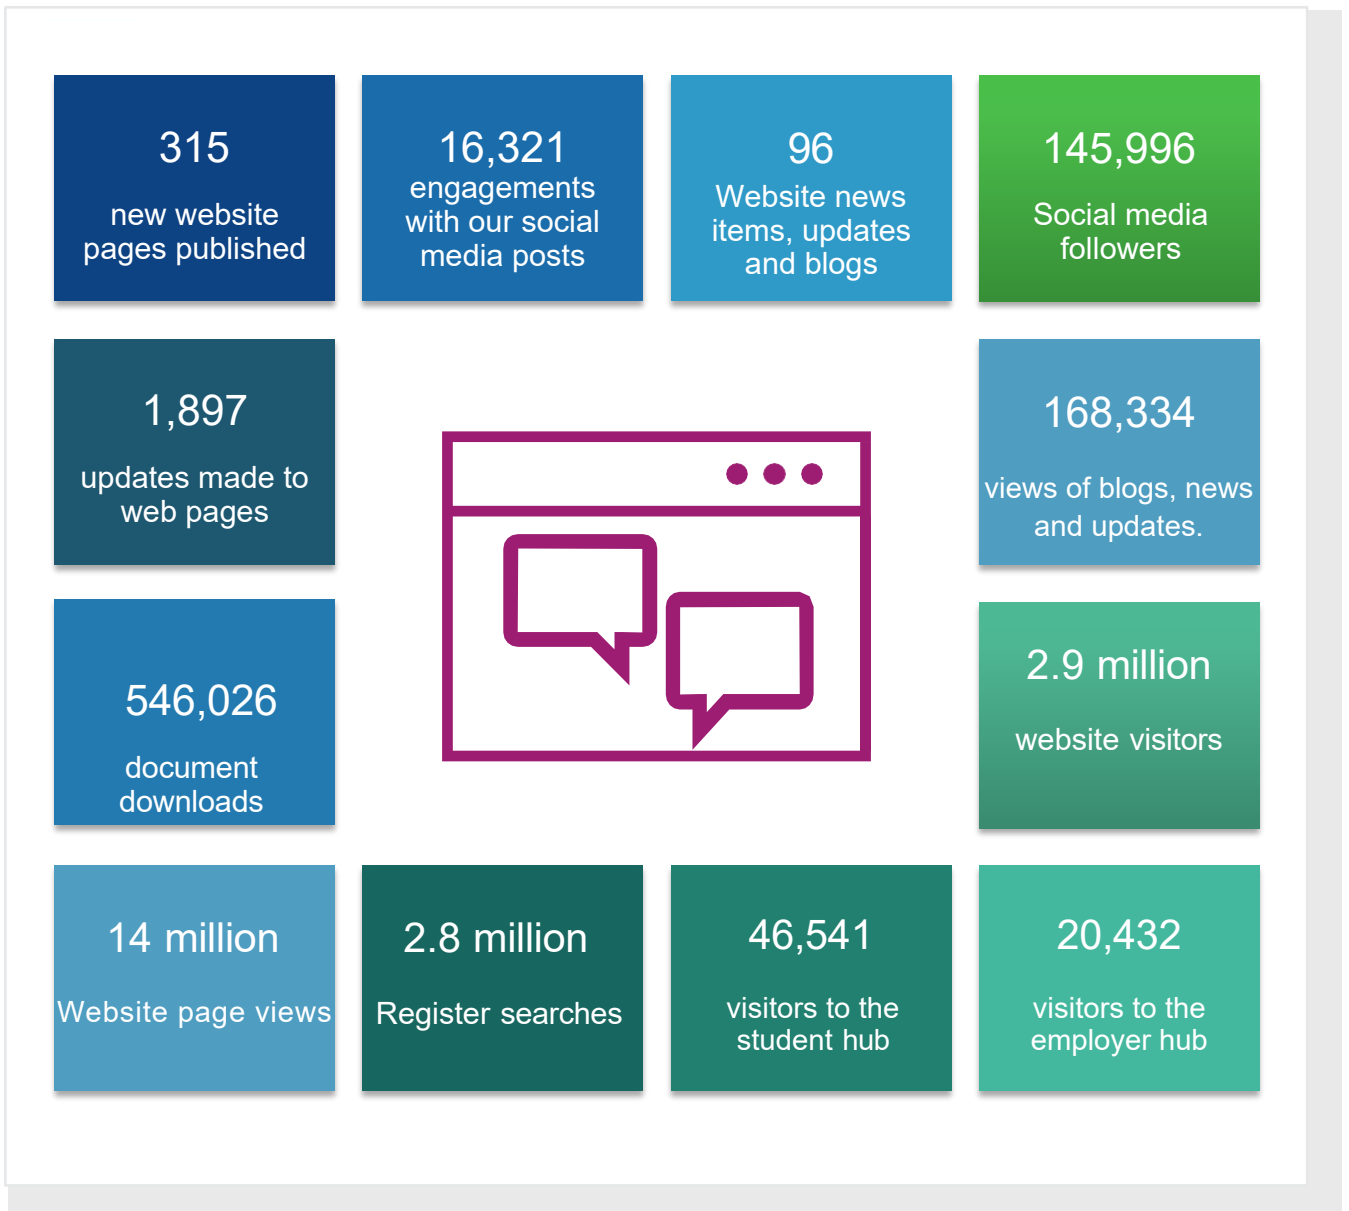 315
new website
pages published
16,321
engagements
with our social
media posts
96
Website news
items, updates
and blogs
145,996
Social media
followers
1,897
updates made to
web pages
168,334
views of blogs, news
and updates.
546,026
document
downloads
2.9 million
website visitors
14 million
Website page views
2.8 million
Register searches
46,541
visitors to the
student hub
20,432
visitors to the
employer hub